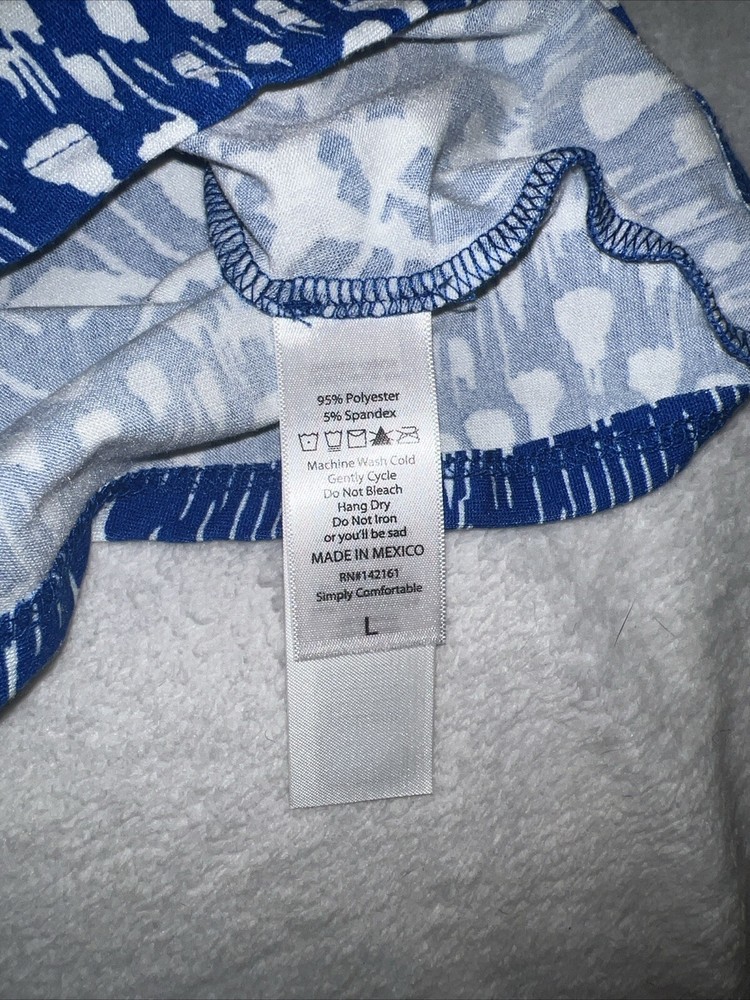 95% Polyester
5% Spandex
Machine Wash Cold
Gently Cycle
Do Not Bleach
Hang Dry
Do Not Iron
or you'll be sad
MADE IN MEXICO
RN#142161
Simply Comfortable
L